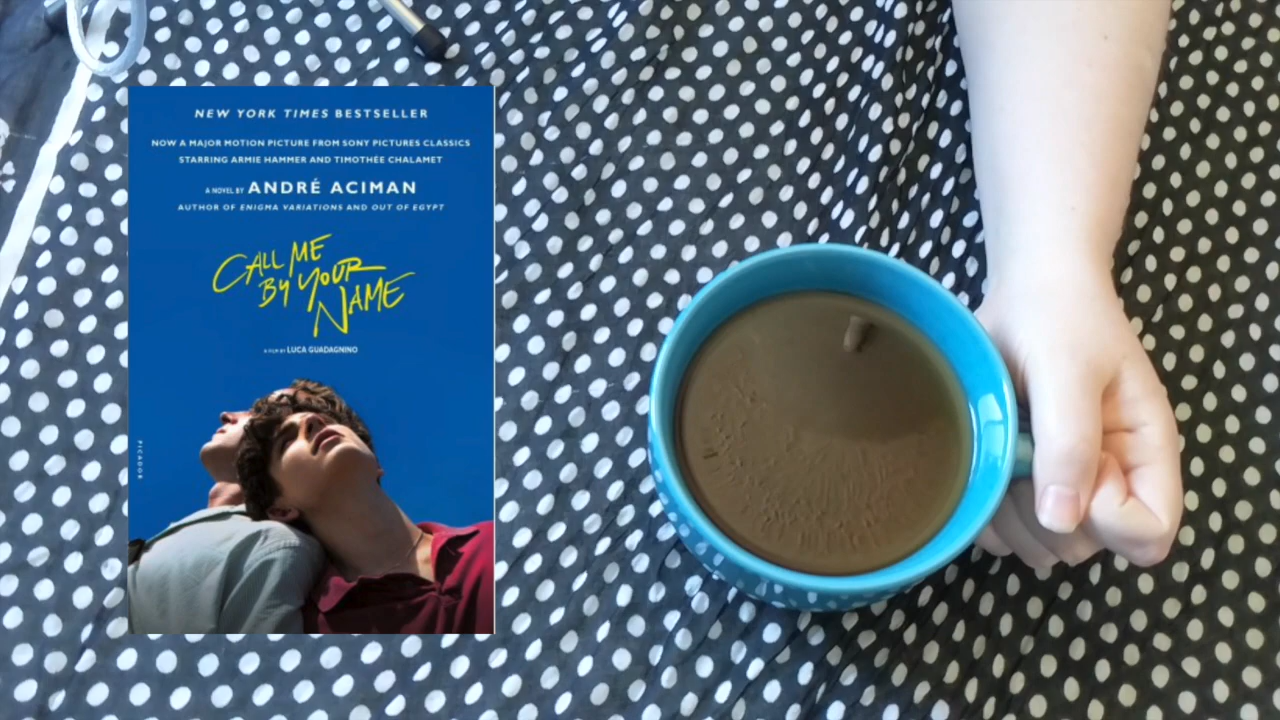 NEW YORK TIMES BESTSELLER
NOW A MAJOR MOTION PICTURE FROM SONY PICTURES CLASSICS
STARRING ARMIE HAMMER AND TIMOTHÉE CHALAMET
A NOVEL BY ANDRÉ ACIMAN
AUTHOR OF ENIGMA VARIATIONS AND OUT OF EGYPT
CALL ME
BY YOUR
NAME
A FILM BY LUCA GUADAGNINO
PICADOR